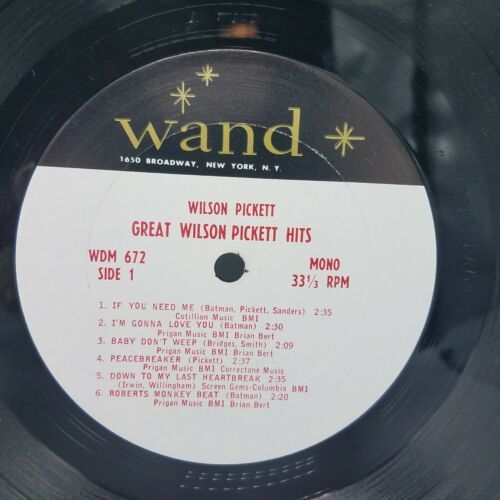 wand
1650 BROADWAY, NEW YORK, N. Y.
WILSON PICKETT
GREAT WILSON PICKETT HITS
WDM 672
SIDE 1
MONO
33⅓ RPM
1. IF YOU NEED ME (Batman, Pickett, Sanders) 2:35
Cotillion Music BMI
2. I'M GONNA LOVE YOU (Batman) 2:30
Prigan Music BMI Brian Bert
3. BABY DON'T WEEP (Bridges, Smith) 2:09
Prigan Music BMI Brian Bert
4. PEACEBREAKER (Pickett) 2:37
Prigan Music BMI Correctone Music
5. DOWN TO MY LAST HEARTBREAK 2:35
(Irwin, Willingham) Screen Gems-Columbia BMI
6. ROBERTS MONKEY BEAT (Batman) 2:20
Prigan Music BMI Brian Bert